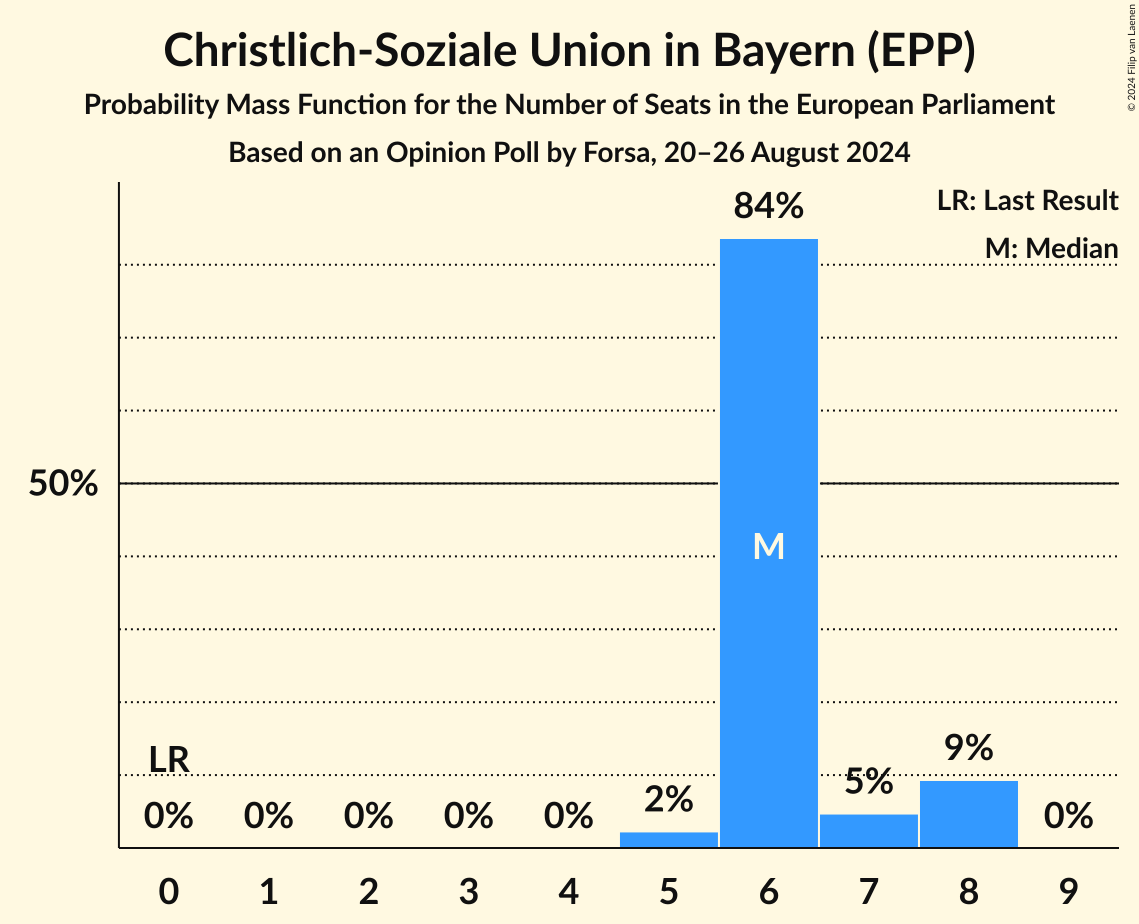 Christlich-Soziale Union in Bayern (EPP)
Probability Mass Function for the Number of Seats in the European Parliament
Based on an Opinion Poll by Forsa, 20–26 August 2024
© 2024 Filip van Laenen
LR: Last Result
M: Median
84%
50%
M
LR
0% 0% 0% 0% 0% 2% 5% 9% 0%
0 1 2 3 4 5 6 7 8 9